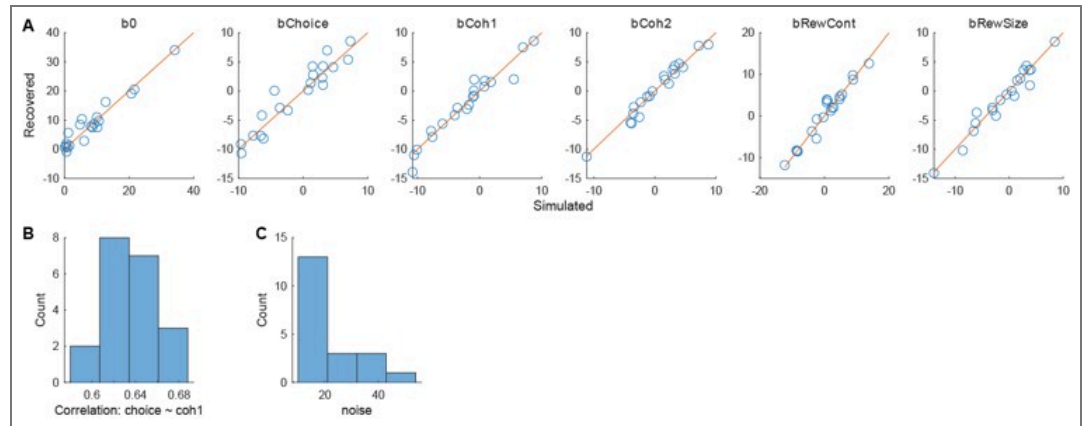 A
b0 bChoice bCoh1 bCoh2 bRewCont bRewSize
40 10 10 10 20 10
30 5 5 5 5
20 0 0 0 10 0
10 -5 -5 -5 0 -5
0 -10 -10 -10 -10 -10
-10 -15 -15 -15 -15
0 20 40 -10 0 10 -10 0 10 -10 0 10 -20 0 20 -10 0 10
Recovered
Simulated
B
8
6
4
2
0
Count
0.6 0.64 0.68
Correlation: choice ~ coh1
C
15
10
5
0
Count
20 40
noise